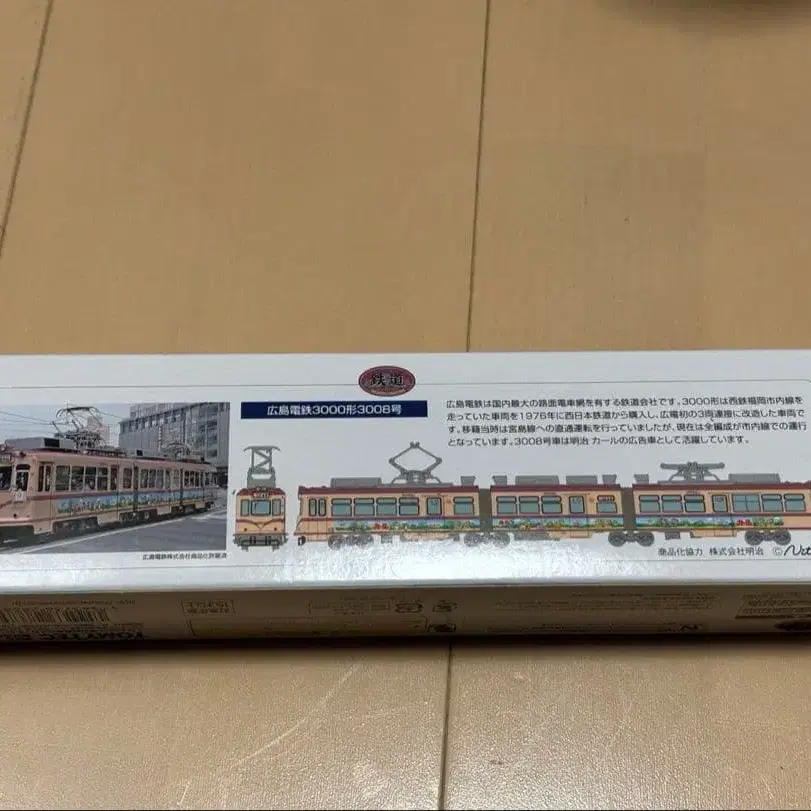 鉄道
広島電鉄3000形3008号
広島電鉄は国内最大の路面電車網を有する鉄道会社です。3000形は西鉄福岡市内線を
走っていた車両を1976年に西日本鉄道から購入し、広電初の3両連接に改造した車両で
す。移籍当時は宮島線への直通運転を行っていましたが、現在は全編成が市内線での運行
となっています。3008号車は明治 カールの広告車として活躍しています。
広島電鉄株式会社商品化許諾済
商品化協力 株式会社明治 ©
TOMYTEC